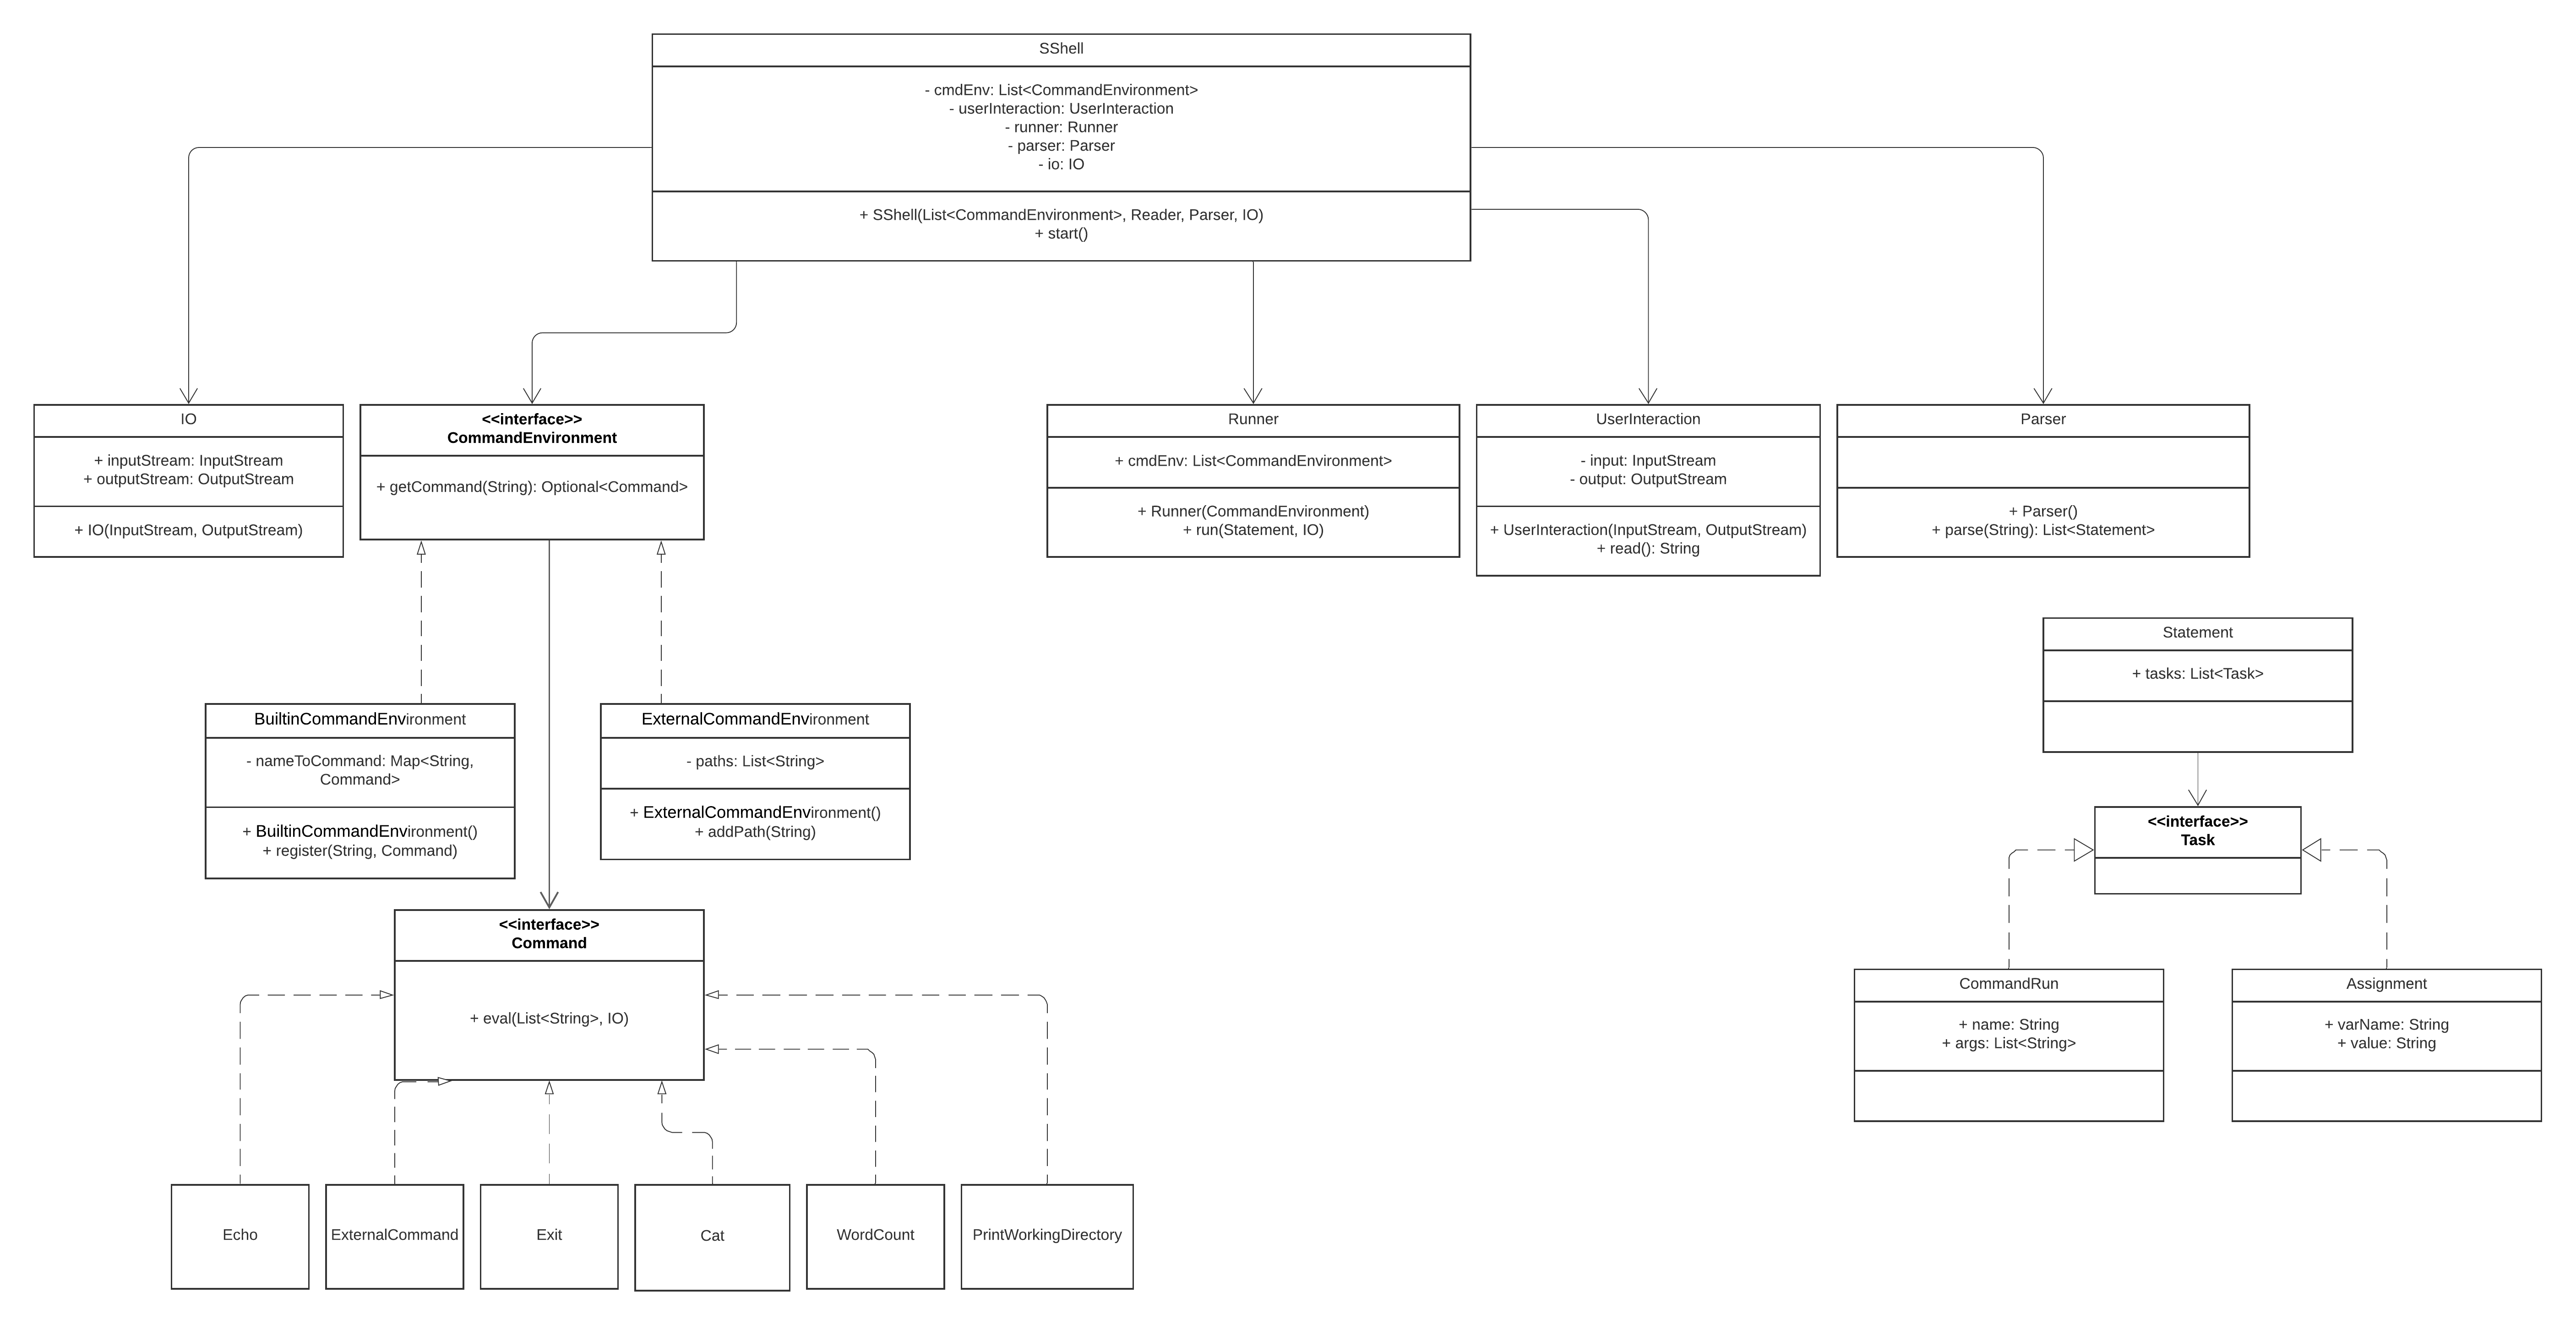 SShell
- cmdEnv: List<CommandEnvironment>
- userInteraction: UserInteraction
- runner: Runner
- parser: Parser
- io: IO
+ SShell(List<CommandEnvironment>, Reader, Parser, IO)
+ start()
IO
+ inputStream: InputStream
+ outputStream: OutputStream
+ IO(InputStream, OutputStream)
<<interface>>
CommandEnvironment
+ getCommand(String): Optional<Command>
Runner
+ cmdEnv: List<CommandEnvironment>
+ Runner(CommandEnvironment)
+ run(Statement, IO)
UserInteraction
- input: InputStream
- output: OutputStream
+ UserInteraction(InputStream, OutputStream)
+ read(): String
Parser
+ Parser()
+ parse(String): List<Statement>
Statement
+ tasks: List<Task>
BuiltinCommandEnvironment
- nameToCommand: Map<String,
Command>
+ BuiltinCommandEnvironment()
+ register(String, Command)
ExternalCommandEnvironment
- paths: List<String>
+ ExternalCommandEnvironment()
+ addPath(String)
<<interface>>
Task
<<interface>>
Command
+ eval(List<String>, IO)
CommandRun
+ name: String
+ args: List<String>
Assignment
+ varName: String
+ value: String
Echo
ExternalCommand
Exit
Cat
WordCount
PrintWorkingDirectory